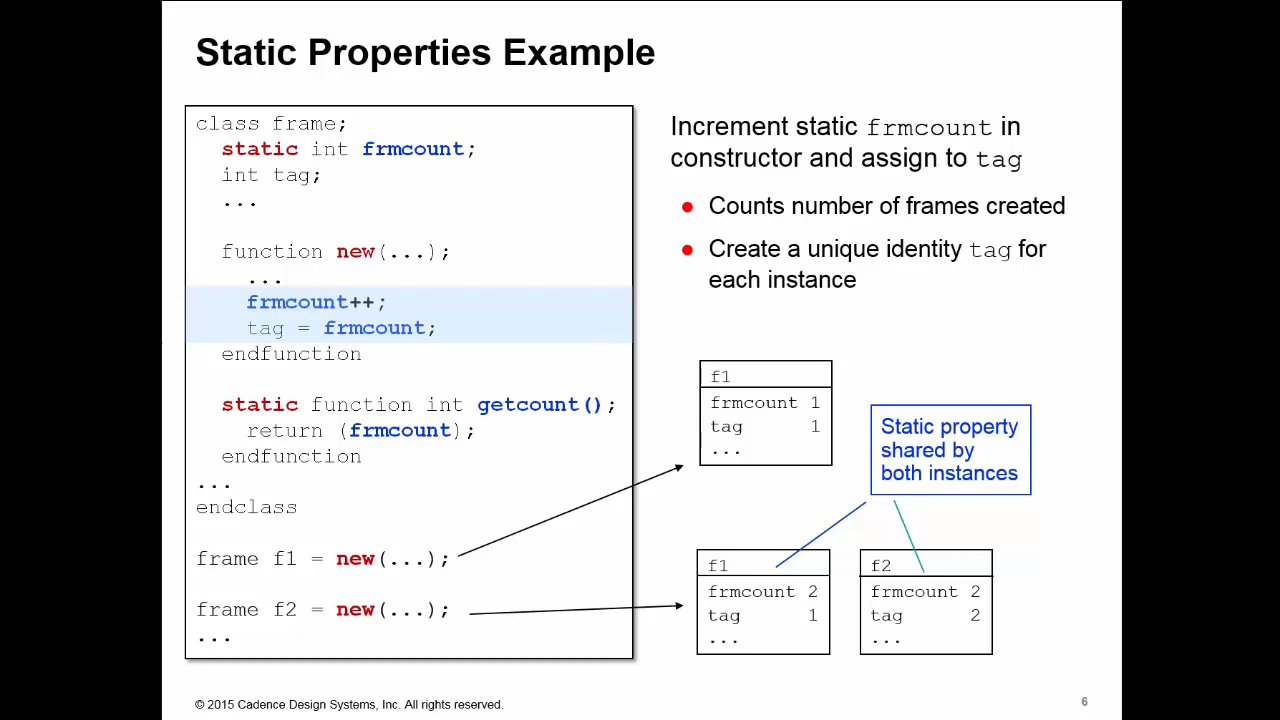 Static Properties Example
class frame;
static int frmcount;
int tag;
...
function new(...);
...
frmcount++;
tag = frmcount;
endfunction
static function int getcount();
return (frmcount);
endfunction
...
endclass
frame f1 = new(...);
frame f2 = new(...);
...
Increment static frmcount in
constructor and assign to tag
● Counts number of frames created
● Create a unique identity tag for
each instance
f1
frmcount 1
tag 1
...
Static property
shared by
both instances
f1
frmcount 2
tag 1
...
f2
frmcount 2
tag 2
...
© 2015 Cadence Design Systems, Inc. All rights reserved.
6